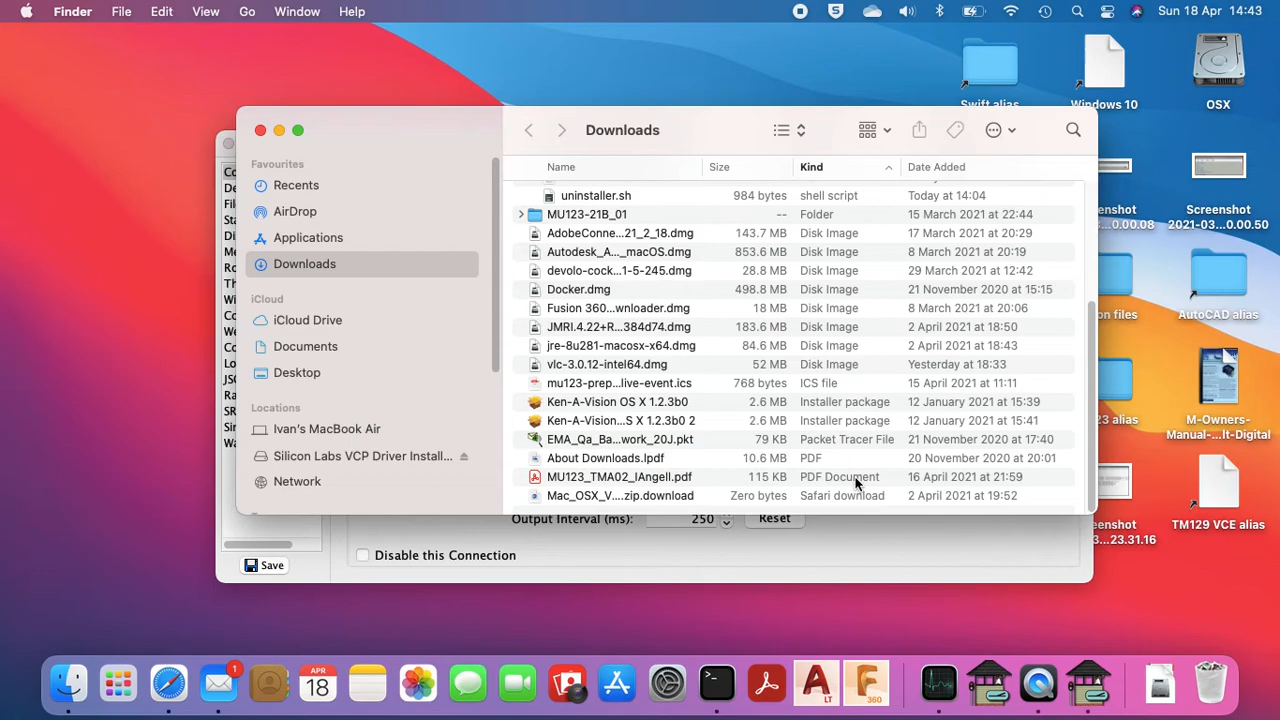 Finder File Edit View Go Window Help Sun 18 Apr 14:43
Swift alias Windows 10 OSX
Downloads
Favourites
Recents
AirDrop
Applications
Downloads
iCloud
iCloud Drive
Documents
Desktop
Locations
Ivan's MacBook Air
Silicon Labs VCP Driver Install...
Network
Name Size Kind Date Added
uninstaller.sh 984 bytes shell script Today at 14:04
MU123-21B_01 -- Folder 15 March 2021 at 22:44
AdobeConne...21_2_18.dmg 143.7 MB Disk Image 17 March 2021 at 20:29
Autodesk_A..._macOS.dmg 853.6 MB Disk Image 8 March 2021 at 20:19
devolo-cock...1-5-245.dmg 28.8 MB Disk Image 29 March 2021 at 12:42
Docker.dmg 498.8 MB Disk Image 21 November 2020 at 15:15
Fusion 360...wnloader.dmg 18 MB Disk Image 8 March 2021 at 20:06
JMRI.4.22+R...384d74.dmg 183.6 MB Disk Image 2 April 2021 at 18:50
jre-8u281-macosx-x64.dmg 84.6 MB Disk Image 2 April 2021 at 18:43
vlc-3.0.12-intel64.dmg 52 MB Disk Image Yesterday at 18:33
mu123-prep...live-event.ics 768 bytes ICS file 15 April 2021 at 11:11
Ken-A-Vision OS X 1.2.3b0 2.6 MB Installer package 12 January 2021 at 15:39
Ken-A-Vision...S X 1.2.3b0 2 2.6 MB Installer package 12 January 2021 at 15:41
EMA_Qa_Ba...work_20J.pkt 79 KB Packet Tracer File 21 November 2020 at 17:40
About Downloads.lpdf 10.6 MB PDF 20 November 2020 at 20:01
MU123_TMA02_IAngell.pdf 115 KB PDF Document 16 April 2021 at 21:59
Mac_OSX_V....zip.download Zero bytes Safari download 2 April 2021 at 19:52
Output Interval (ms): 250 Reset
Disable this Connection
Save
Screenshot
2021-03...0.00.50
AutoCAD alias
M-Owners-
Manual-...lt-Digital
TM129 VCE alias
1
APR
18
LT
360